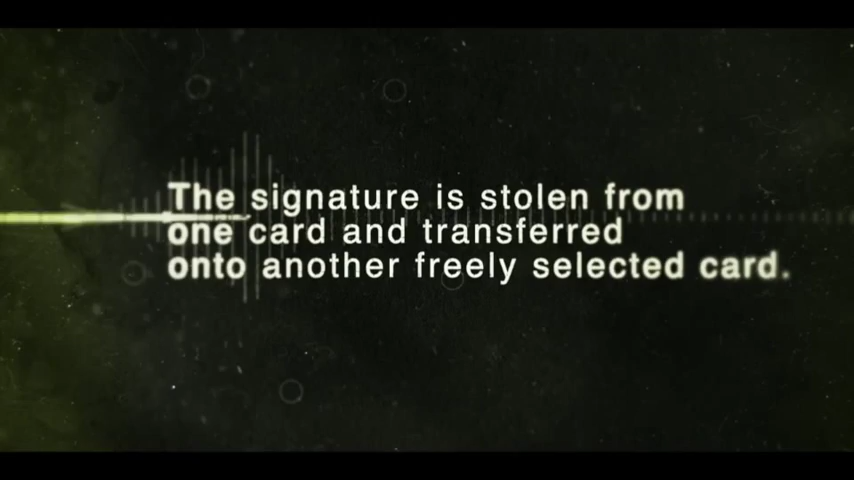 The signature is stolen from
one card and transferred
onto another freely selected card.